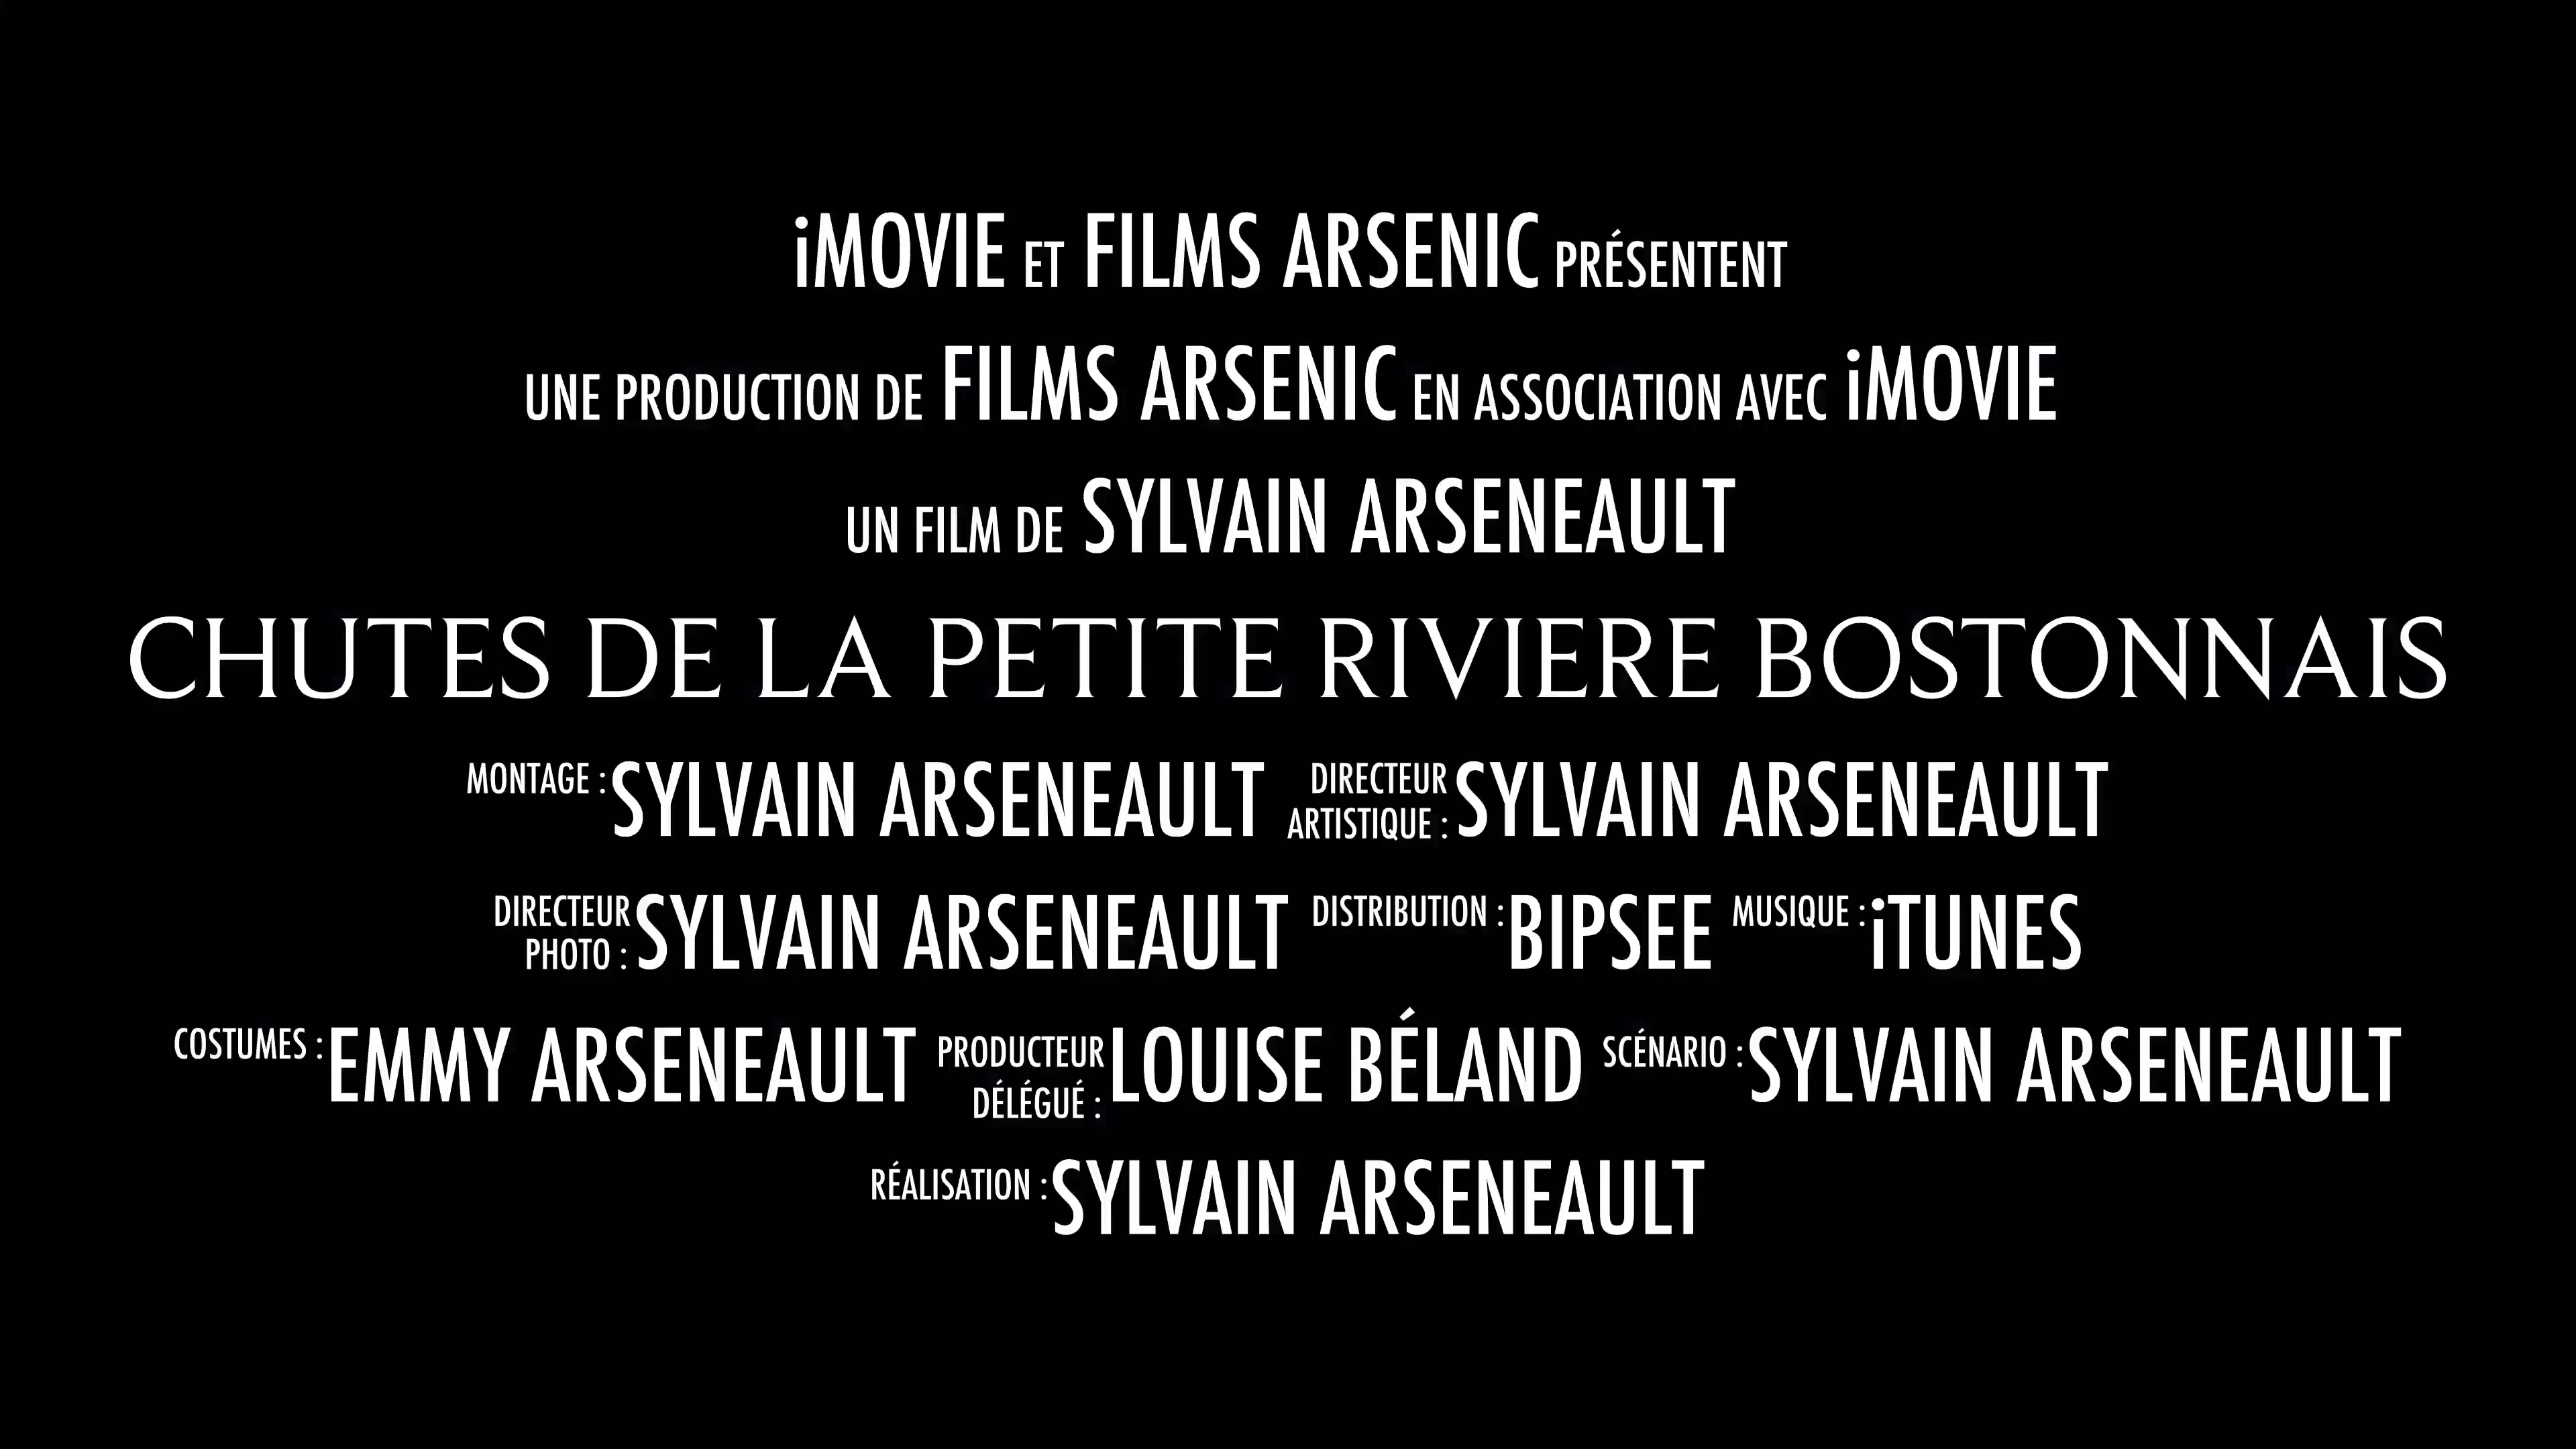 iMOVIE ET FILMS ARSENIC PRÉSENTENT
UNE PRODUCTION DE FILMS ARSENIC EN ASSOCIATION AVEC iMOVIE
UN FILM DE SYLVAIN ARSENEAULT
CHUTES DE LA PETITE RIVIERE BOSTONNAIS
MONTAGE : SYLVAIN ARSENEAULT DIRECTEUR ARTISTIQUE : SYLVAIN ARSENEAULT
DIRECTEUR PHOTO : SYLVAIN ARSENEAULT DISTRIBUTION : BIPSEE MUSIQUE : iTUNES
COSTUMES : EMMY ARSENEAULT PRODUCTEUR DÉLÉGUÉ : LOUISE BÉLAND SCÉNARIO : SYLVAIN ARSENEAULT
RÉALISATION : SYLVAIN ARSENEAULT